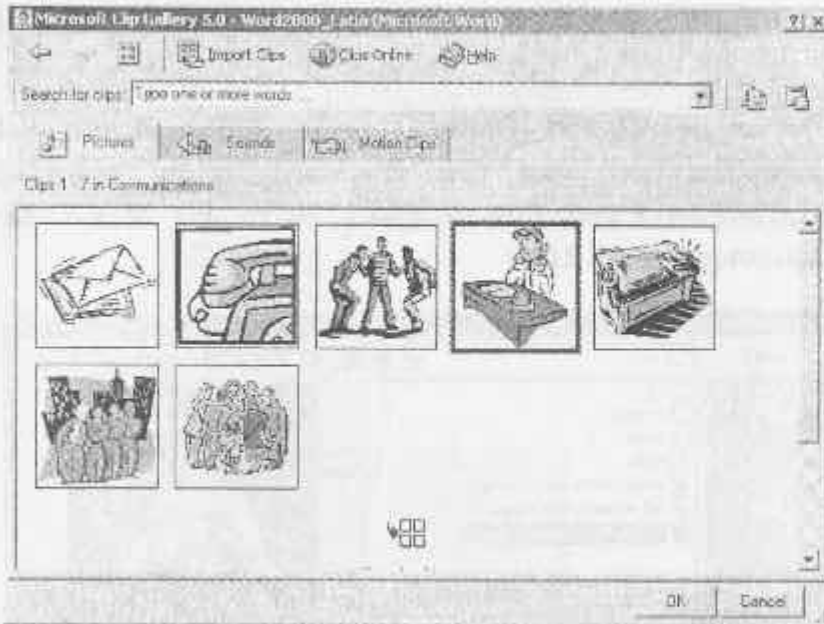 Microsoft Clip Gallery 5.0 - Word2000_Latin (Microsoft Word)
Import Clips Clips Online Help
Search for clips: Type one or more words ...
Pictures Sounds Motion Clips
Clips 1 - 7 in Communications
OK Cancel